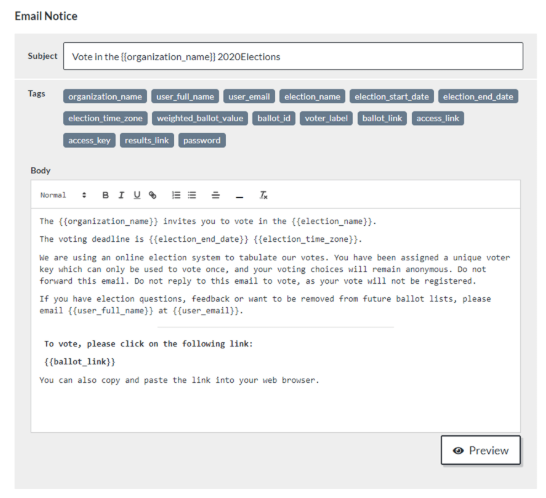 Email Notice
Subject
Vote in the {{organization_name}} 2020Elections
Tags
organization_name user_full_name user_email election_name election_start_date election_end_date
election_time_zone weighted_ballot_value ballot_id voter_label ballot_link access_link
access_key results_link password
Body
Normal B I U Tx
The {{organization_name}} invites you to vote in the {{election_name}}.
The voting deadline is {{election_end_date}} {{election_time_zone}}.
We are using an online election system to tabulate our votes. You have been assigned a unique voter
key which can only be used to vote once, and your voting choices will remain anonymous. Do not
forward this email. Do not reply to this email to vote, as your vote will not be registered.
If you have election questions, feedback or want to be removed from future ballot lists, please
email {{user_full_name}} at {{user_email}}.
To vote, please click on the following link:
{{ballot_link}}
You can also copy and paste the link into your web browser.
Preview